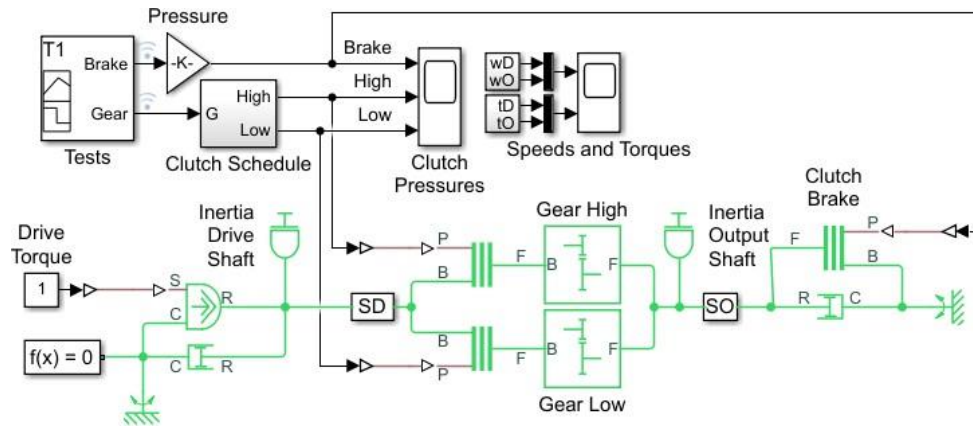 Pressure
T1
Brake
-K-
Brake
wD
wO
High
High
Gear
G
tD
tO
Low
Low
Tests
Clutch Schedule
Clutch
Pressures
Speeds and Torques
Clutch
Brake
Inertia
Drive
Shaft
Gear High
Inertia
Output
Shaft
Drive
Torque
P
F
P
B
F
B
F
B
1
S
R
C
SD
SO
R
C
B
F
B
F
f(x) = 0
C
R
P
Gear Low